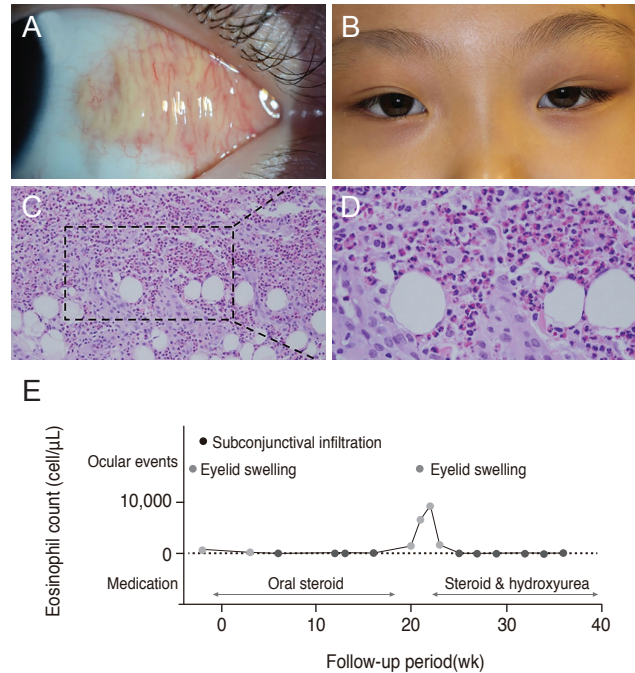 A
B
C
D
E
Eosinophil count (cell/μL)
Ocular events
Subconjunctival infiltration
Eyelid swelling
Eyelid swelling
10,000
0
Medication
Oral steroid
Steroid & hydroxyurea
0
10
20
30
40
Follow-up period(wk)